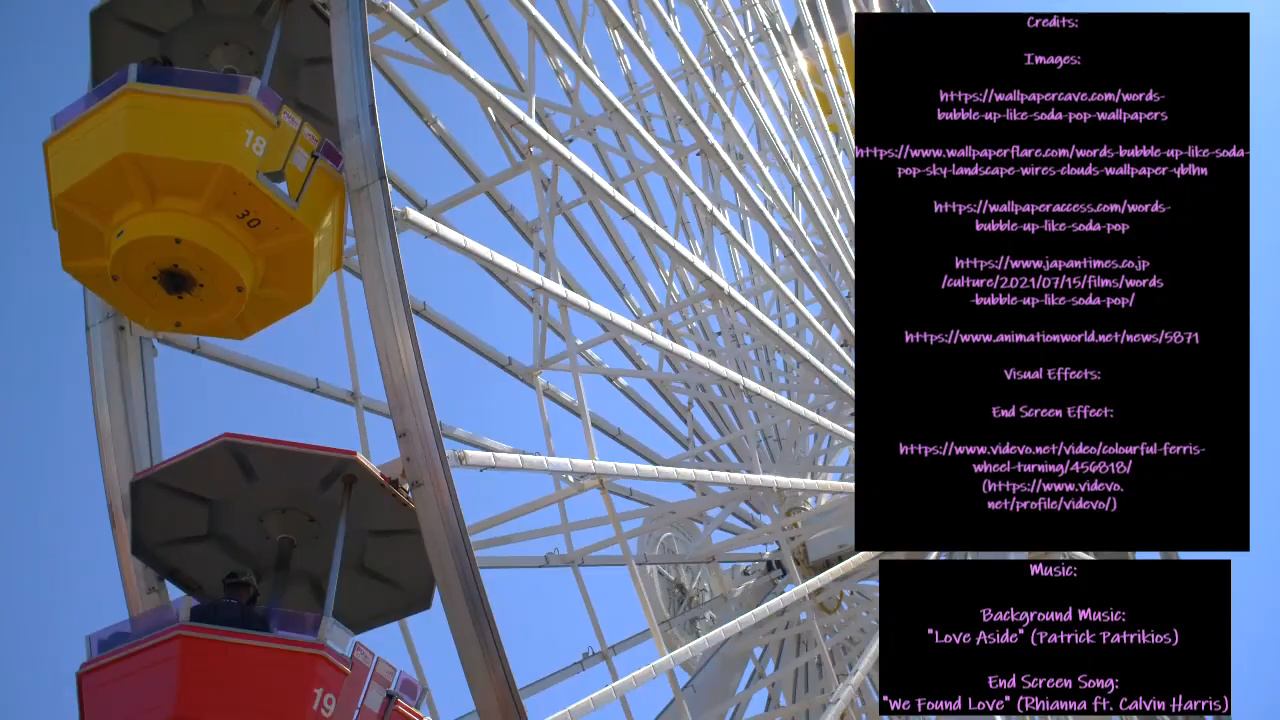 18
30
19
Credits:
Images:
https://wallpapercave.com/words-
bubble-up-like-soda-pop-wallpapers
https://www.wallpaperflare.com/words-bubble-up-like-soda-
pop-sky-landscape-wires-clouds-wallpaper-yblhn
https://wallpaperaccess.com/words-
bubble-up-like-soda-pop
https://www.japantimes.co.jp
/culture/2021/07/15/films/words
-bubble-up-like-soda-pop/
https://www.animationworld.net/news/5871
Visual Effects:
End Screen Effect:
https://www.videvo.net/video/colourful-ferris-
wheel-turning/456818/
(https://www.videvo.
net/profile/videvo/)
Music:
Background Music:
"Love Aside" (Patrick Patrikios)
End Screen Song:
"We Found Love" (Rhianna ft. Calvin Harris)